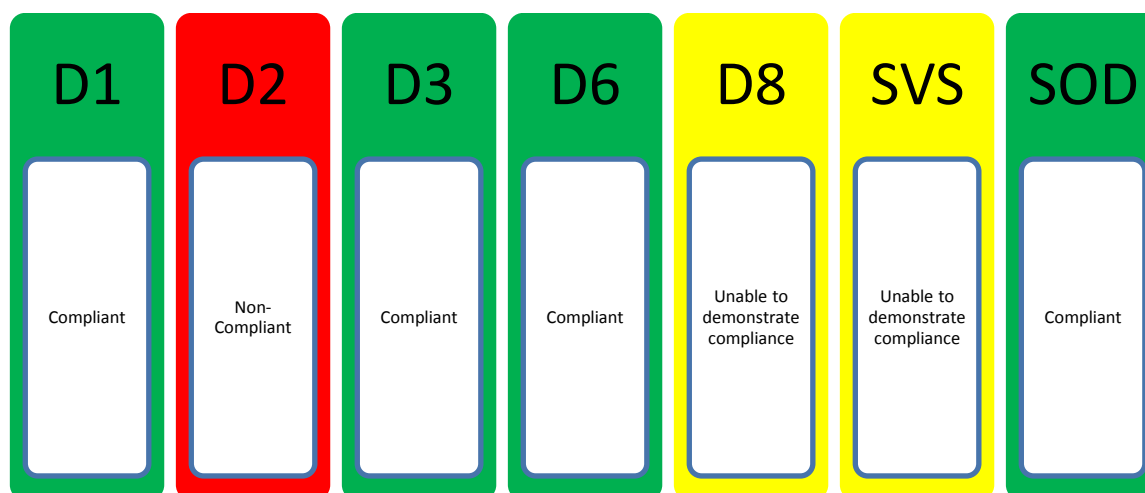 D1
D2
D3
D6
D8
SVS
SOD
Compliant
Non-
Compliant
Compliant
Compliant
Unable to
demonstrate
compliance
Unable to
demonstrate
compliance
Compliant